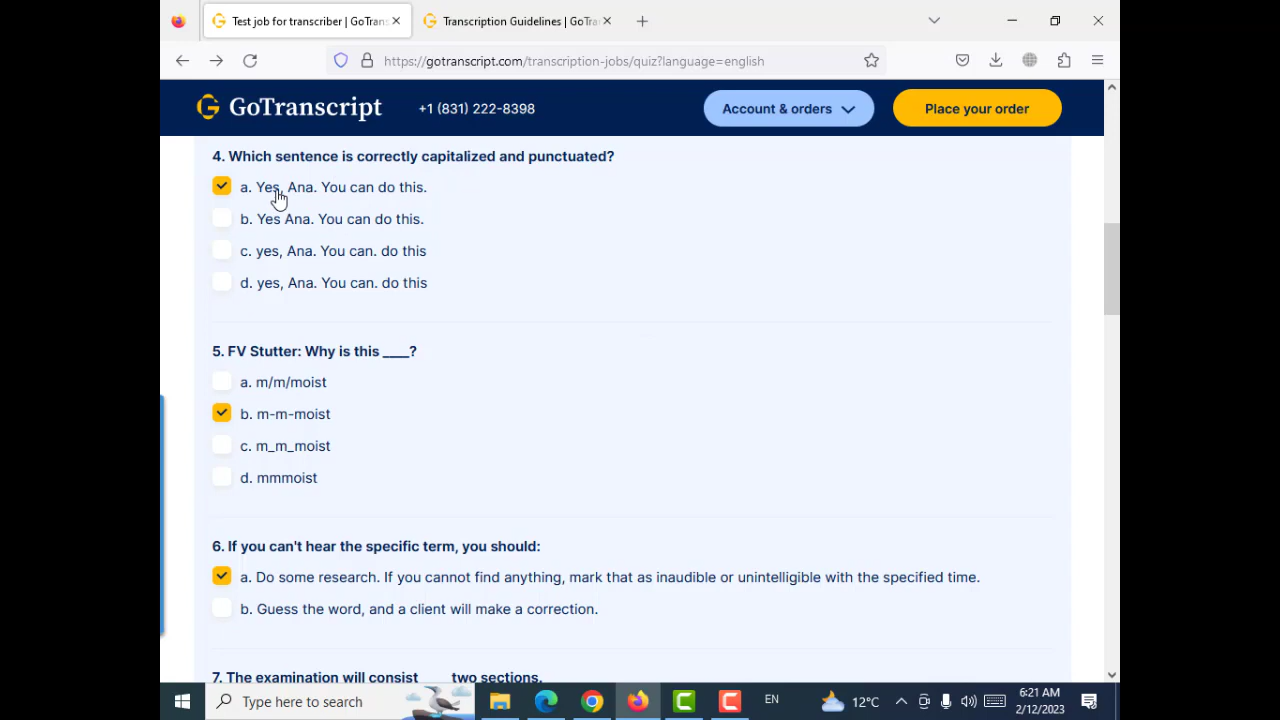 Test job for transcriber | GoTrans
Transcription Guidelines | GoTra
https://gotranscript.com/transcription-jobs/quiz?language=english
GoTranscript
+1 (831) 222-8398
Account & orders
Place your order
4. Which sentence is correctly capitalized and punctuated?
a. Yes, Ana. You can do this.
b. Yes Ana. You can do this.
c. yes, Ana. You can. do this
d. yes, Ana. You can. do this
5. FV Stutter: Why is this ____?
a. m/m/moist
b. m-m-moist
c. m_m_moist
d. mmmoist
6. If you can't hear the specific term, you should:
a. Do some research. If you cannot find anything, mark that as inaudible or unintelligible with the specified time.
b. Guess the word, and a client will make a correction.
7. The examination will consist ____ two sections.
Type here to search
EN
12°C
6:21 AM
2/12/2023